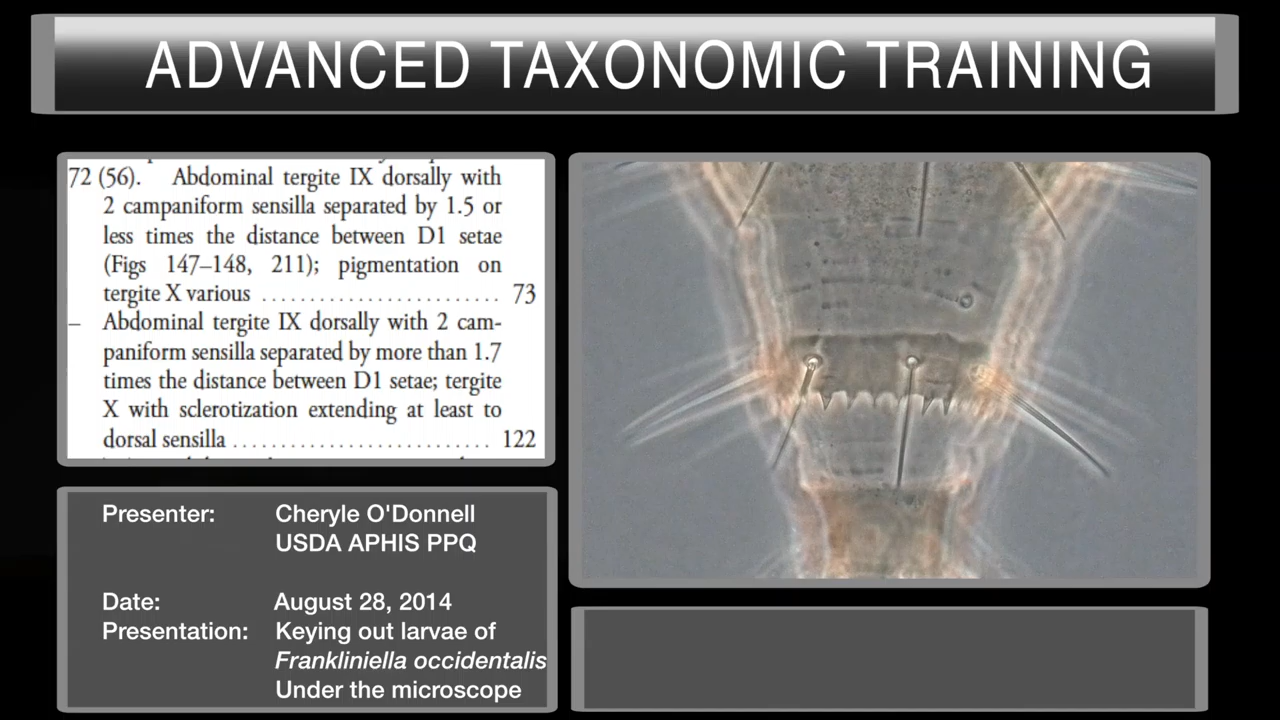 ADVANCED TAXONOMIC TRAINING
72 (56). Abdominal tergite IX dorsally with
2 campaniform sensilla separated by 1.5 or
less times the distance between D1 setae
(Figs 147–148, 211); pigmentation on
tergite X various ......................... 73
– Abdominal tergite IX dorsally with 2 cam-
paniform sensilla separated by more than 1.7
times the distance between D1 setae; tergite
X with sclerotization extending at least to
dorsal sensilla ........................... 122
Presenter: Cheryle O'Donnell
USDA APHIS PPQ
Date: August 28, 2014
Presentation: Keying out larvae of
Frankliniella occidentalis
Under the microscope